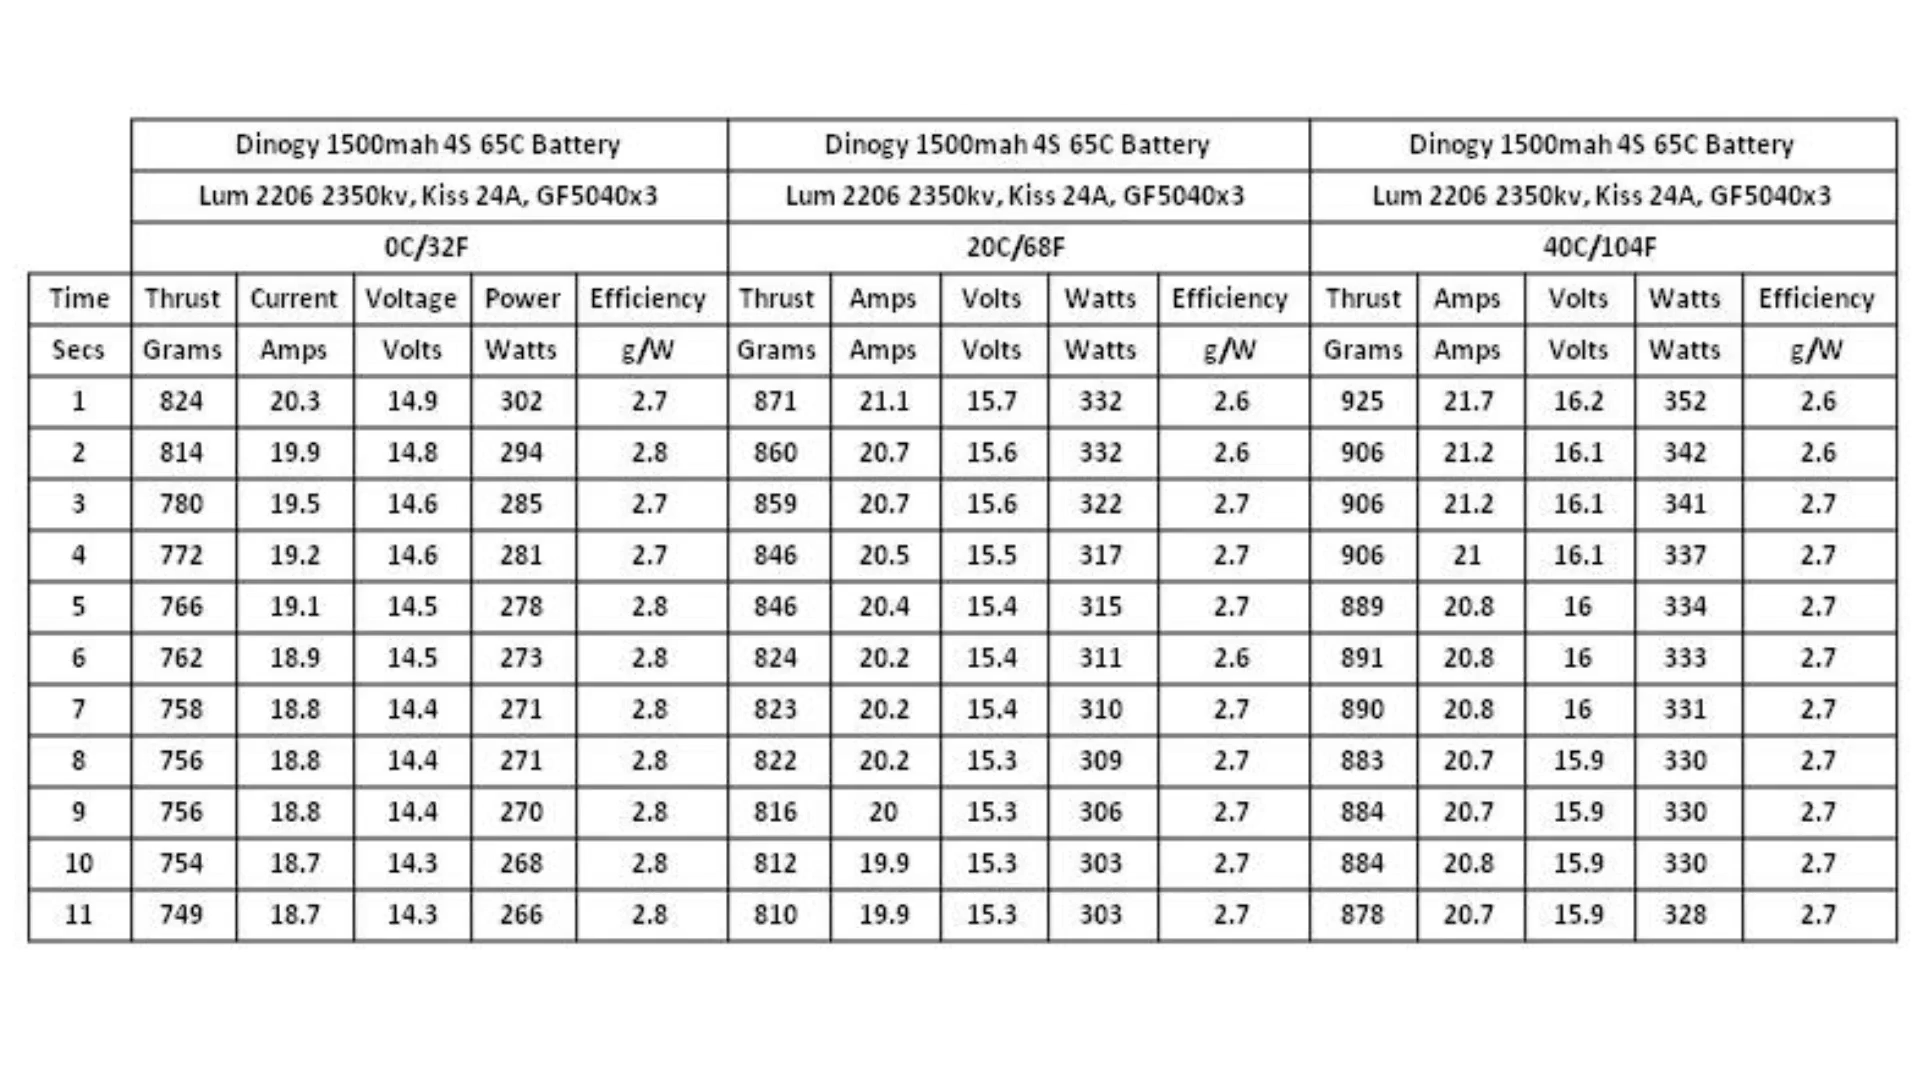 Dinogy 1500mah 4S 65C Battery Dinogy 1500mah 4S 65C Battery Dinogy 1500mah 4S 65C Battery
Lum 2206 2350kv, Kiss 24A, GF5040x3 Lum 2206 2350kv, Kiss 24A, GF5040x3 Lum 2206 2350kv, Kiss 24A, GF5040x3
0C/32F 20C/68F 40C/104F
Time Thrust Current Voltage Power Efficiency Thrust Amps Volts Watts Efficiency Thrust Amps Volts Watts Efficiency
Secs Grams Amps Volts Watts g/W Grams Amps Volts Watts g/W Grams Amps Volts Watts g/W
1 824 20.3 14.9 302 2.7 871 21.1 15.7 332 2.6 925 21.7 16.2 352 2.6
2 814 19.9 14.8 294 2.8 860 20.7 15.6 332 2.6 906 21.2 16.1 342 2.6
3 780 19.5 14.6 285 2.7 859 20.7 15.6 322 2.7 906 21.2 16.1 341 2.7
4 772 19.2 14.6 281 2.7 846 20.5 15.5 317 2.7 906 21 16.1 337 2.7
5 766 19.1 14.5 278 2.8 846 20.4 15.4 315 2.7 889 20.8 16 334 2.7
6 762 18.9 14.5 273 2.8 824 20.2 15.4 311 2.6 891 20.8 16 333 2.7
7 758 18.8 14.4 271 2.8 823 20.2 15.4 310 2.7 890 20.8 16 331 2.7
8 756 18.8 14.4 271 2.8 822 20.2 15.3 309 2.7 883 20.7 15.9 330 2.7
9 756 18.8 14.4 270 2.8 816 20 15.3 306 2.7 884 20.7 15.9 330 2.7
10 754 18.7 14.3 268 2.8 812 19.9 15.3 303 2.7 884 20.8 15.9 330 2.7
11 749 18.7 14.3 266 2.8 810 19.9 15.3 303 2.7 878 20.7 15.9 328 2.7